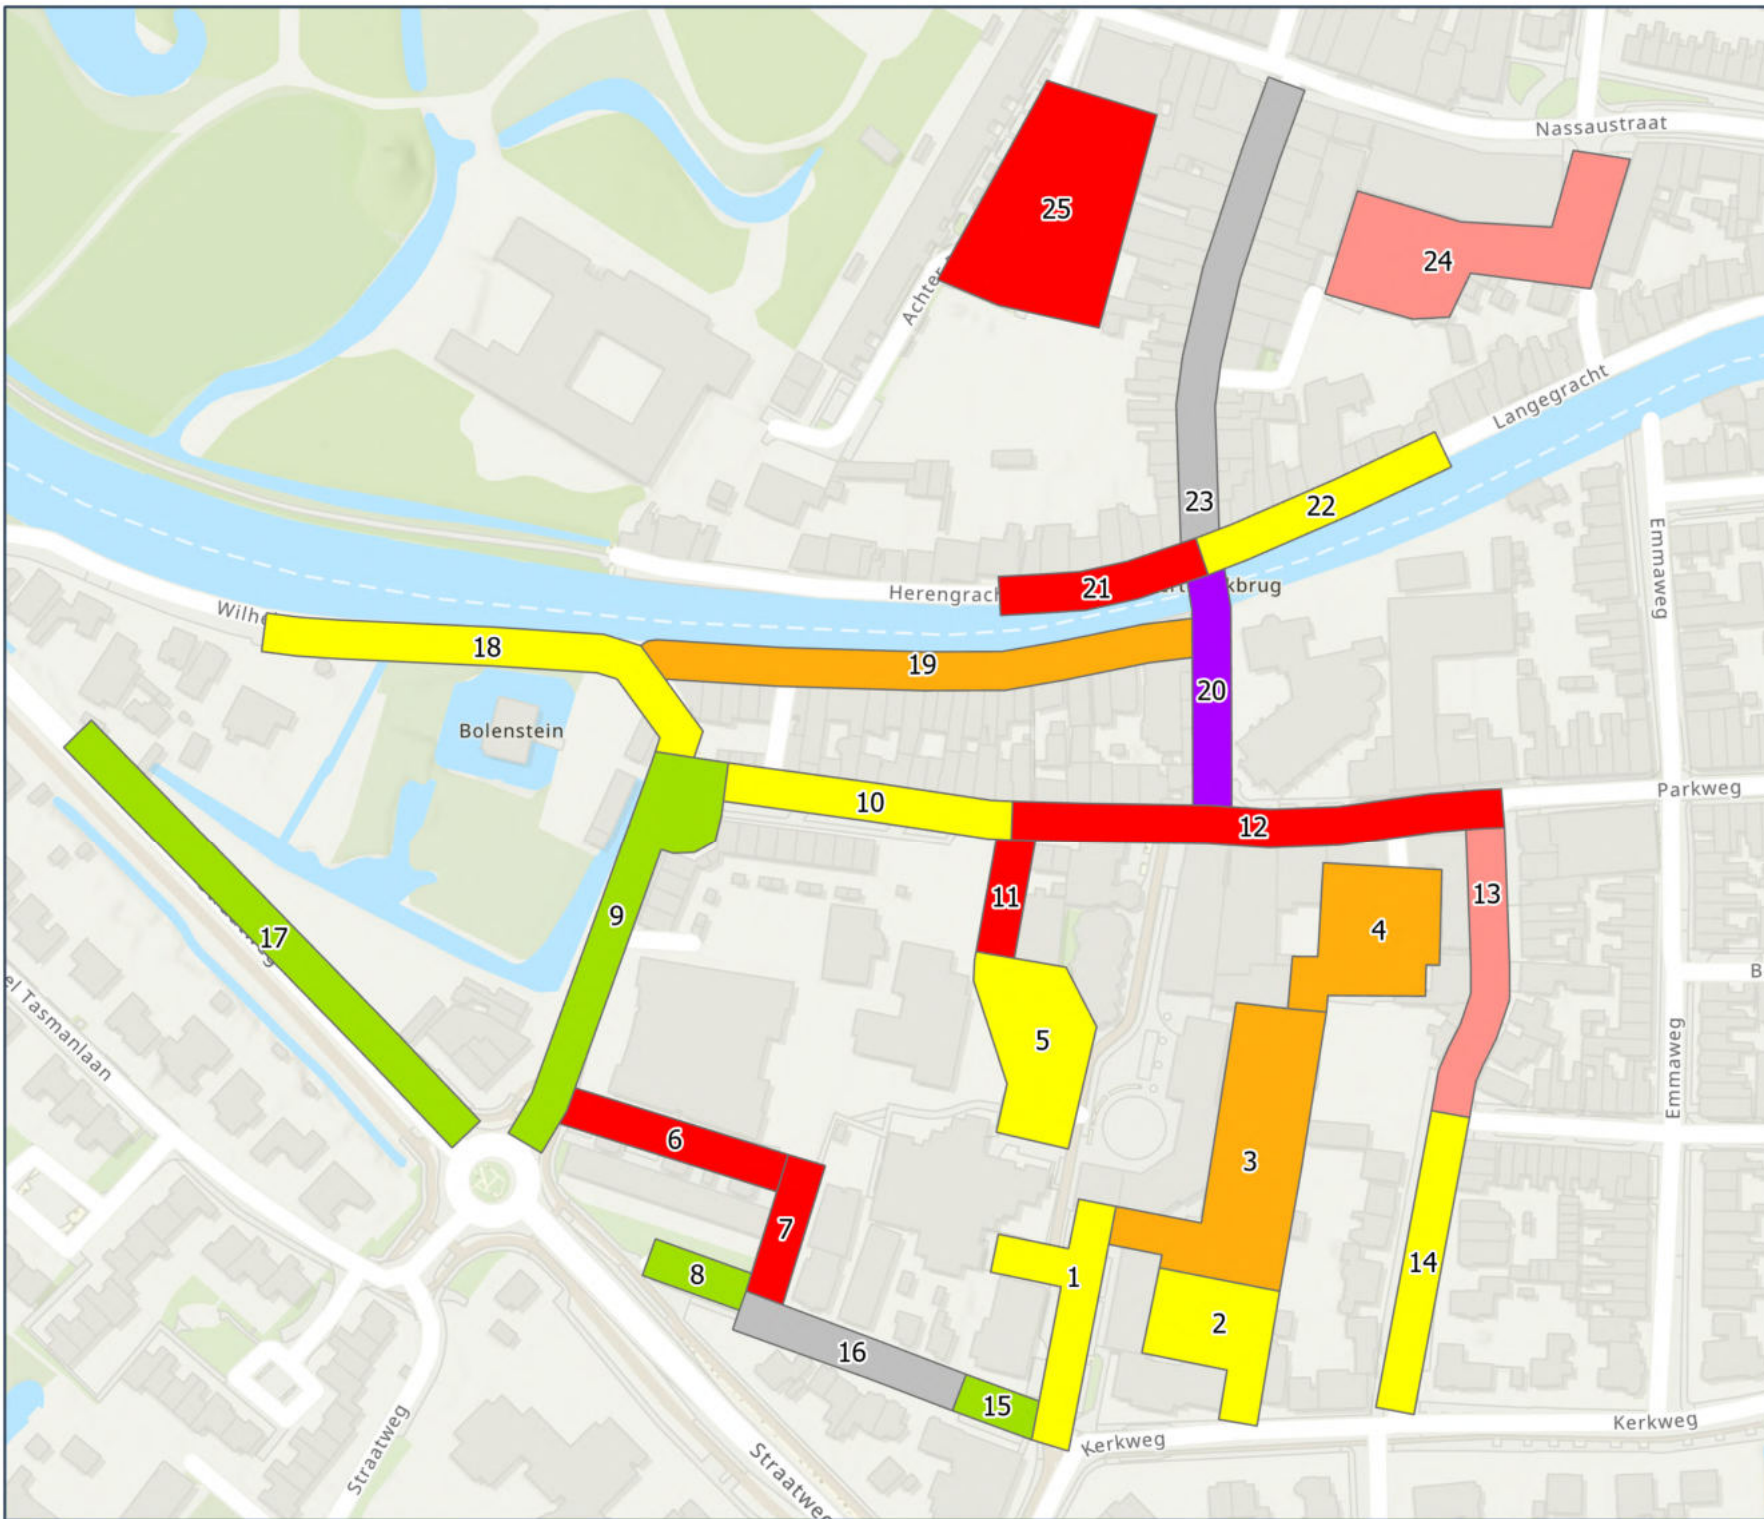 Nassaustraat
25
24
Achter
Langegracht
23
22
Emmaweg
Herengrach
21
kbrug
Wilhe
18
19
20
Bolenstein
Parkweg
10
12
13
11
4
9
17
B
el Tasmanlaan
5
Emmaweg
6
3
7
8
1
14
2
16
15
Kerkweg
Kerkweg
Straatweg
Straatweg